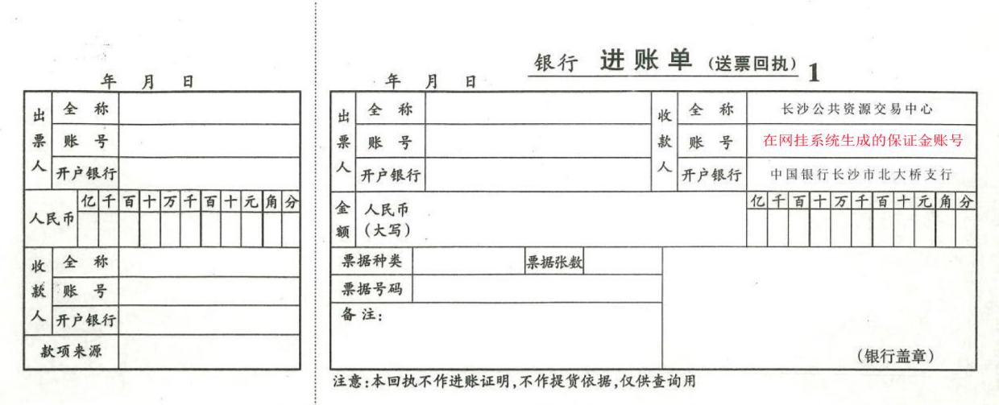 年 月 日
出票人 全称
账号
开户银行
人民币 亿 千 百 十 万 千 百 十 元 角 分
收款人 全称
账号
开户银行
款项来源
银行 进账单 (送票回执) 1
年 月 日
出票人 全称 收款人 全称 长沙公共资源交易中心
账号 账号 在网挂系统生成的保证金账号
开户银行 开户银行 中国银行长沙市北大桥支行
金额 人民币 亿 千 百 十 万 千 百 十 元 角 分
(大写)
票据种类 票据张数
票据号码
备注:
(银行盖章)
注意:本回执不作进账证明,不作提货依据,仅供查询用